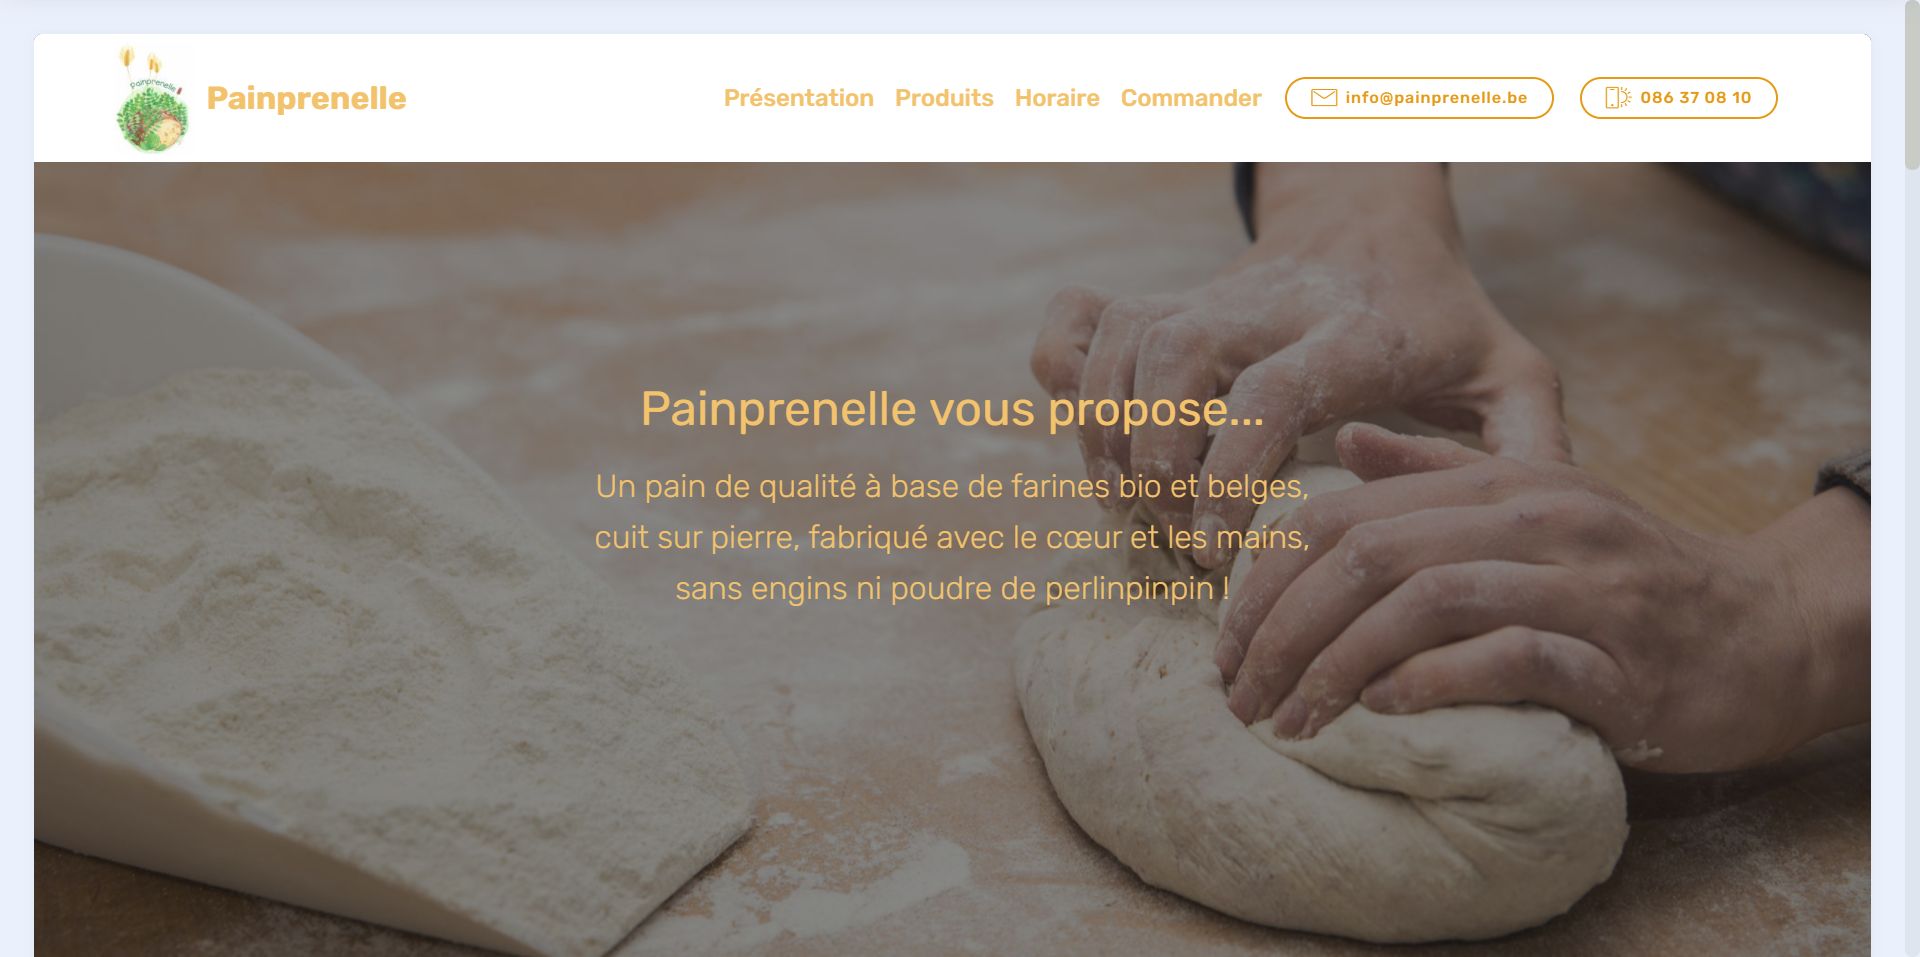 Painprenelle
Painprenelle
Présentation Produits Horaire Commander info@painprenelle.be 086 37 08 10
Painprenelle vous propose...
Un pain de qualité à base de farines bio et belges,
cuit sur pierre, fabriqué avec le cœur et les mains,
sans engins ni poudre de perlinpinpin !